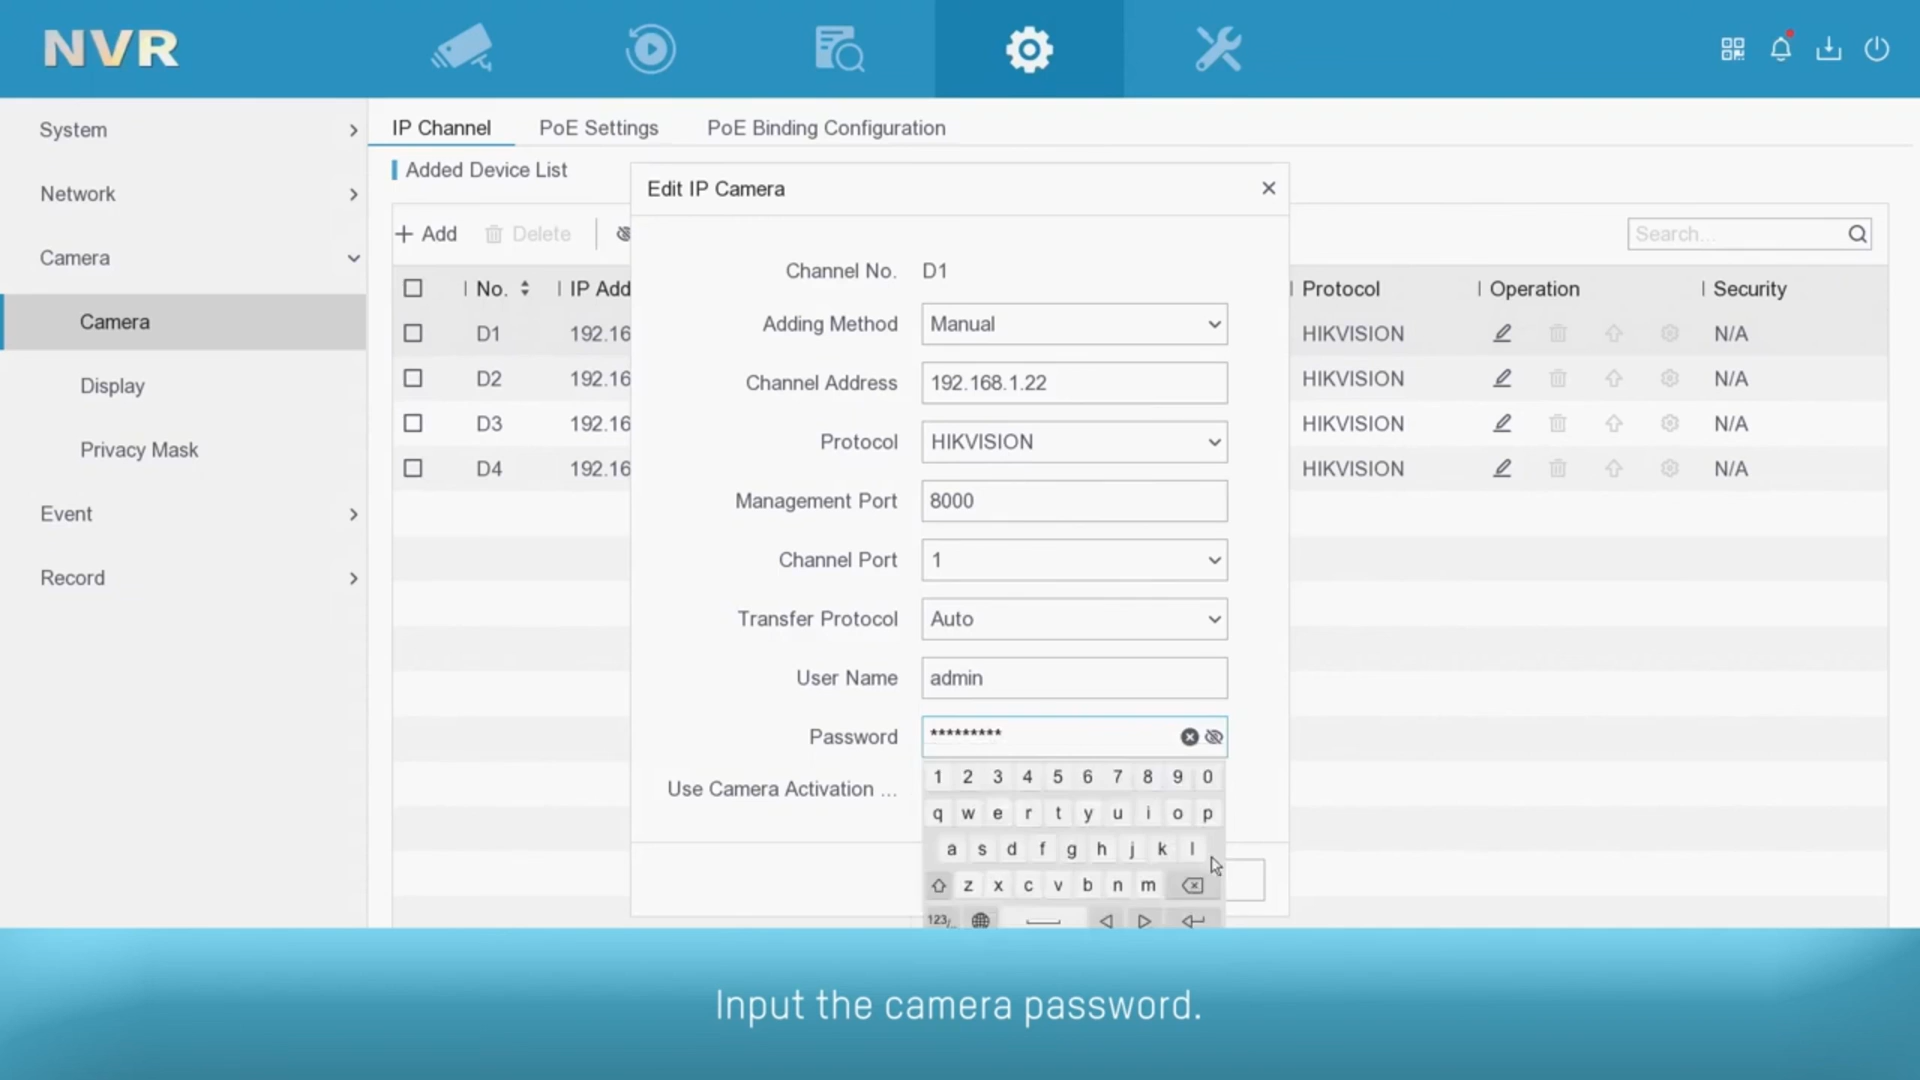 NVR
System
Network
Camera
Camera
Display
Privacy Mask
Event
Record
IP Channel PoE Settings PoE Binding Configuration
Added Device List
Add Delete
Search...
No. IP Add Protocol Operation Security
D1 192.16 HIKVISION N/A
D2 192.16 HIKVISION N/A
D3 192.16 HIKVISION N/A
D4 192.16 HIKVISION N/A
Edit IP Camera
Channel No. D1
Adding Method Manual
Channel Address 192.168.1.22
Protocol HIKVISION
Management Port 8000
Channel Port 1
Transfer Protocol Auto
User Name admin
Password *********
Use Camera Activation ...
1 2 3 4 5 6 7 8 9 0
q w e r t y u i o p
a s d f g h j k l
z x c v b n m
123/_
Input the camera password.